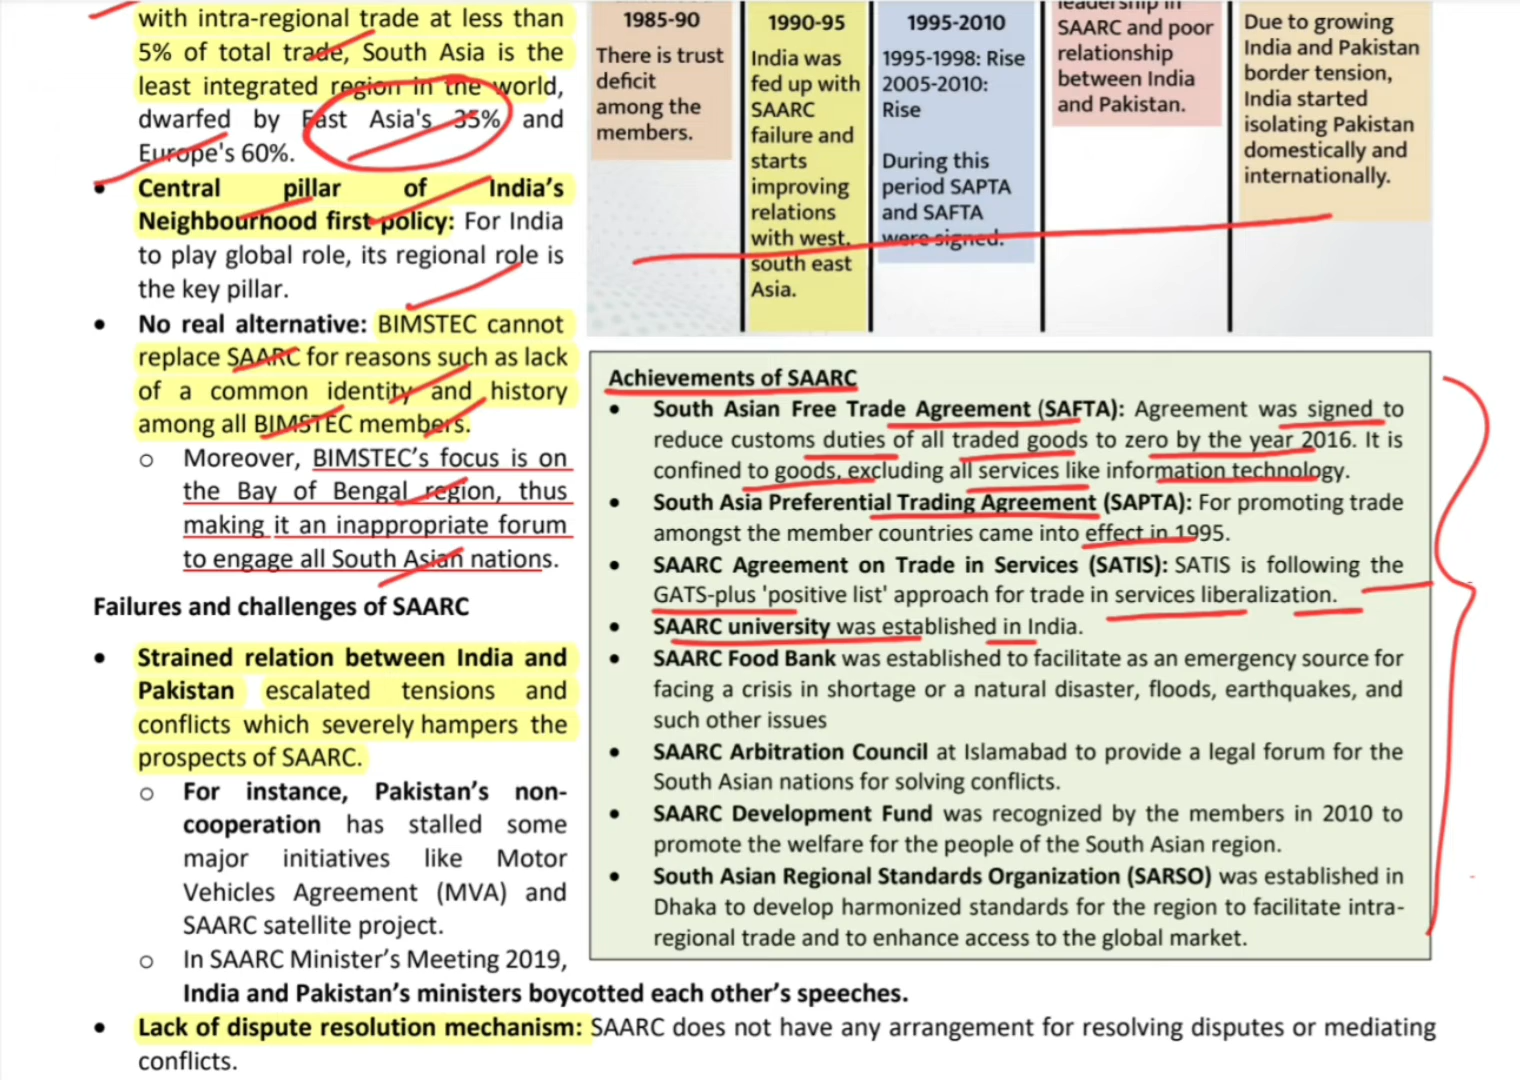 with intra-regional trade at less than
5% of total trade, South Asia is the
least integrated region in the world,
dwarfed by East Asia's 35% and
Europe's 60%.
• Central pillar of India's
Neighbourhood first policy: For India
to play global role, its regional role is
the key pillar.
• No real alternative: BIMSTEC cannot
replace SAARC for reasons such as lack
of a common identity and history
among all BIMSTEC members.
o Moreover, BIMSTEC's focus is on
the Bay of Bengal region, thus
making it an inappropriate forum
to engage all South Asian nations.
Failures and challenges of SAARC
• Strained relation between India and
Pakistan escalated tensions and
conflicts which severely hampers the
prospects of SAARC.
o For instance, Pakistan's non-
cooperation has stalled some
major initiatives like Motor
Vehicles Agreement (MVA) and
SAARC satellite project.
o In SAARC Minister's Meeting 2019,
India and Pakistan's ministers boycotted each other's speeches.
• Lack of dispute resolution mechanism: SAARC does not have any arrangement for resolving disputes or mediating
conflicts.
1985-90
There is trust
deficit
among the
members.
1990-95
India was
fed up with
SAARC
failure and
starts
improving
relations
with west,
south east
Asia.
1995-2010
1995-1998: Rise
2005-2010:
Rise
During this
period SAPTA
and SAFTA
were signed.
leadership in
SAARC and poor
relationship
between India
and Pakistan.
Due to growing
India and Pakistan
border tension,
India started
isolating Pakistan
domestically and
internationally.
Achievements of SAARC
• South Asian Free Trade Agreement (SAFTA): Agreement was signed to
reduce customs duties of all traded goods to zero by the year 2016. It is
confined to goods, excluding all services like information technology.
• South Asia Preferential Trading Agreement (SAPTA): For promoting trade
amongst the member countries came into effect in 1995.
• SAARC Agreement on Trade in Services (SATIS): SATIS is following the
GATS-plus 'positive list' approach for trade in services liberalization.
• SAARC university was established in India.
• SAARC Food Bank was established to facilitate as an emergency source for
facing a crisis in shortage or a natural disaster, floods, earthquakes, and
such other issues
• SAARC Arbitration Council at Islamabad to provide a legal forum for the
South Asian nations for solving conflicts.
• SAARC Development Fund was recognized by the members in 2010 to
promote the welfare for the people of the South Asian region.
• South Asian Regional Standards Organization (SARSO) was established in
Dhaka to develop harmonized standards for the region to facilitate intra-
regional trade and to enhance access to the global market.